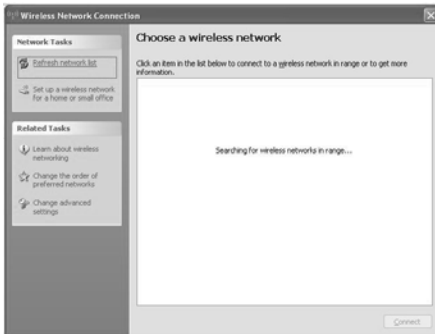 Wireless Network Connection
Network Tasks
Refresh network list
Set up a wireless network
for a home or small office
Related Tasks
Learn about wireless
networking
Change the order of
preferred networks
Change advanced
settings
Choose a wireless network
Click an item in the list below to connect to a wireless network in range or to get more
information.
Searching for wireless networks in range...
Connect